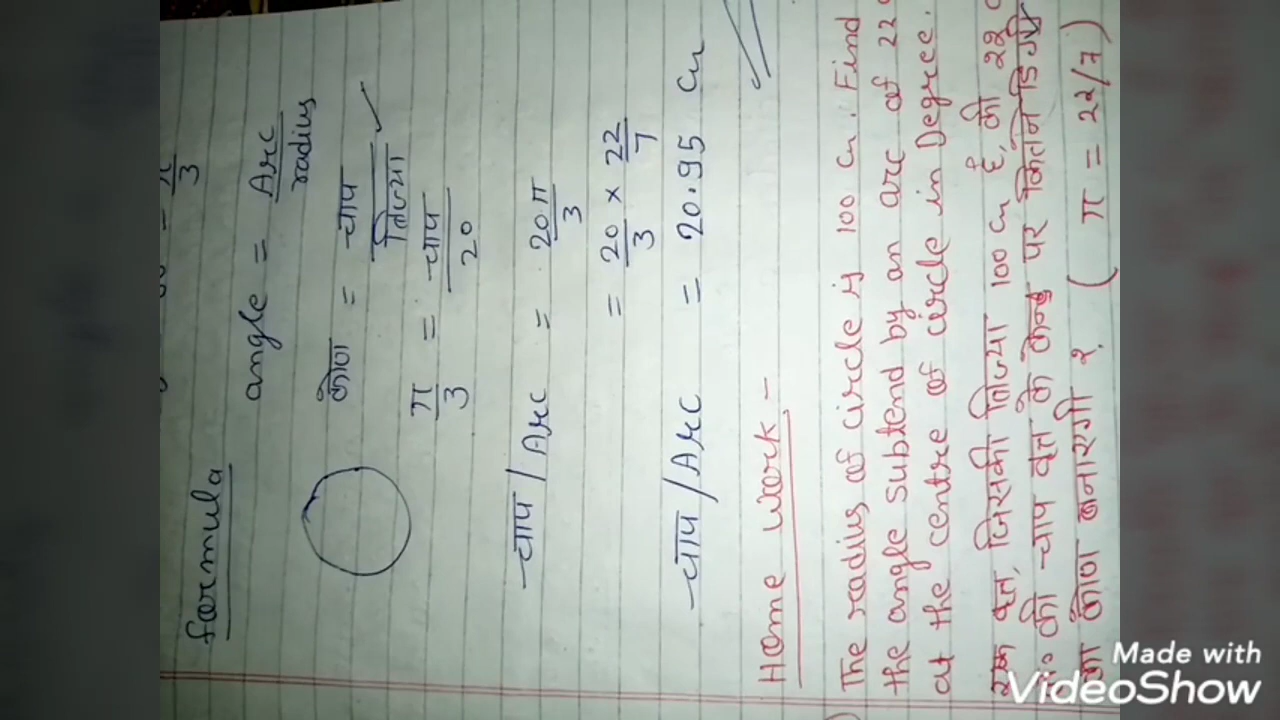 π/3
formula
angle = Arc/radius
कोण = चाप/त्रिज्या
π/3 = चाप/20
चाप/Arc = 20π/3
= 20/3 × 22/7
चाप/Arc = 20.95 cm
Home work -
The radius of circle is 100 cm. Find
the angle subtend by an arc of 22 c
at the centre of circle in Degree.
एक वृत्त, जिसकी त्रिज्या 100 cm है, की 22 c
की चाप वृत्त के केन्द्र पर कितने डिग्री
का कोण बनाएगी ? ( π = 22/7 )
Made with
VideoShow